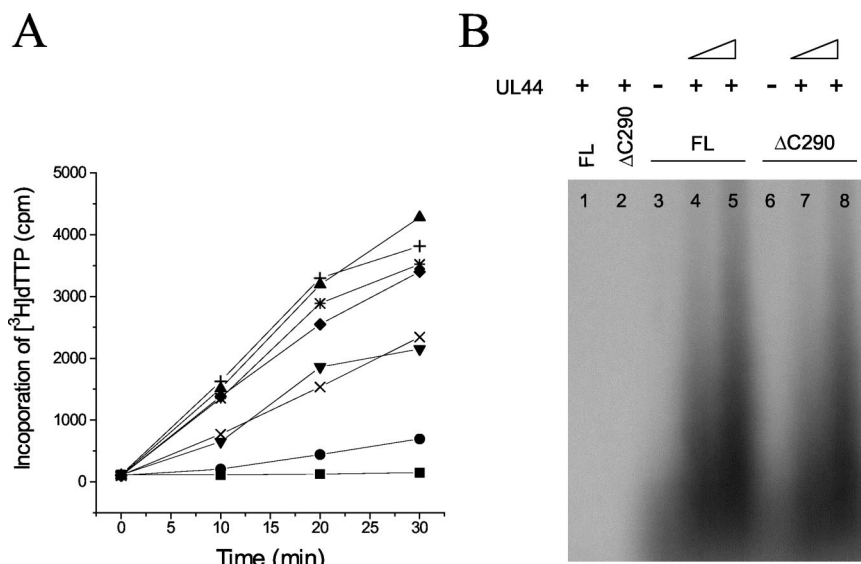 A
B
UL44 + + - + + - + +
FL
ΔC290
FL
ΔC290
1 2 3 4 5 6 7 8
5000
4000
3000
2000
1000
0
Incoporation of [³H]dTTP (cpm)
0 5 10 15 20 25 30
Time (min)